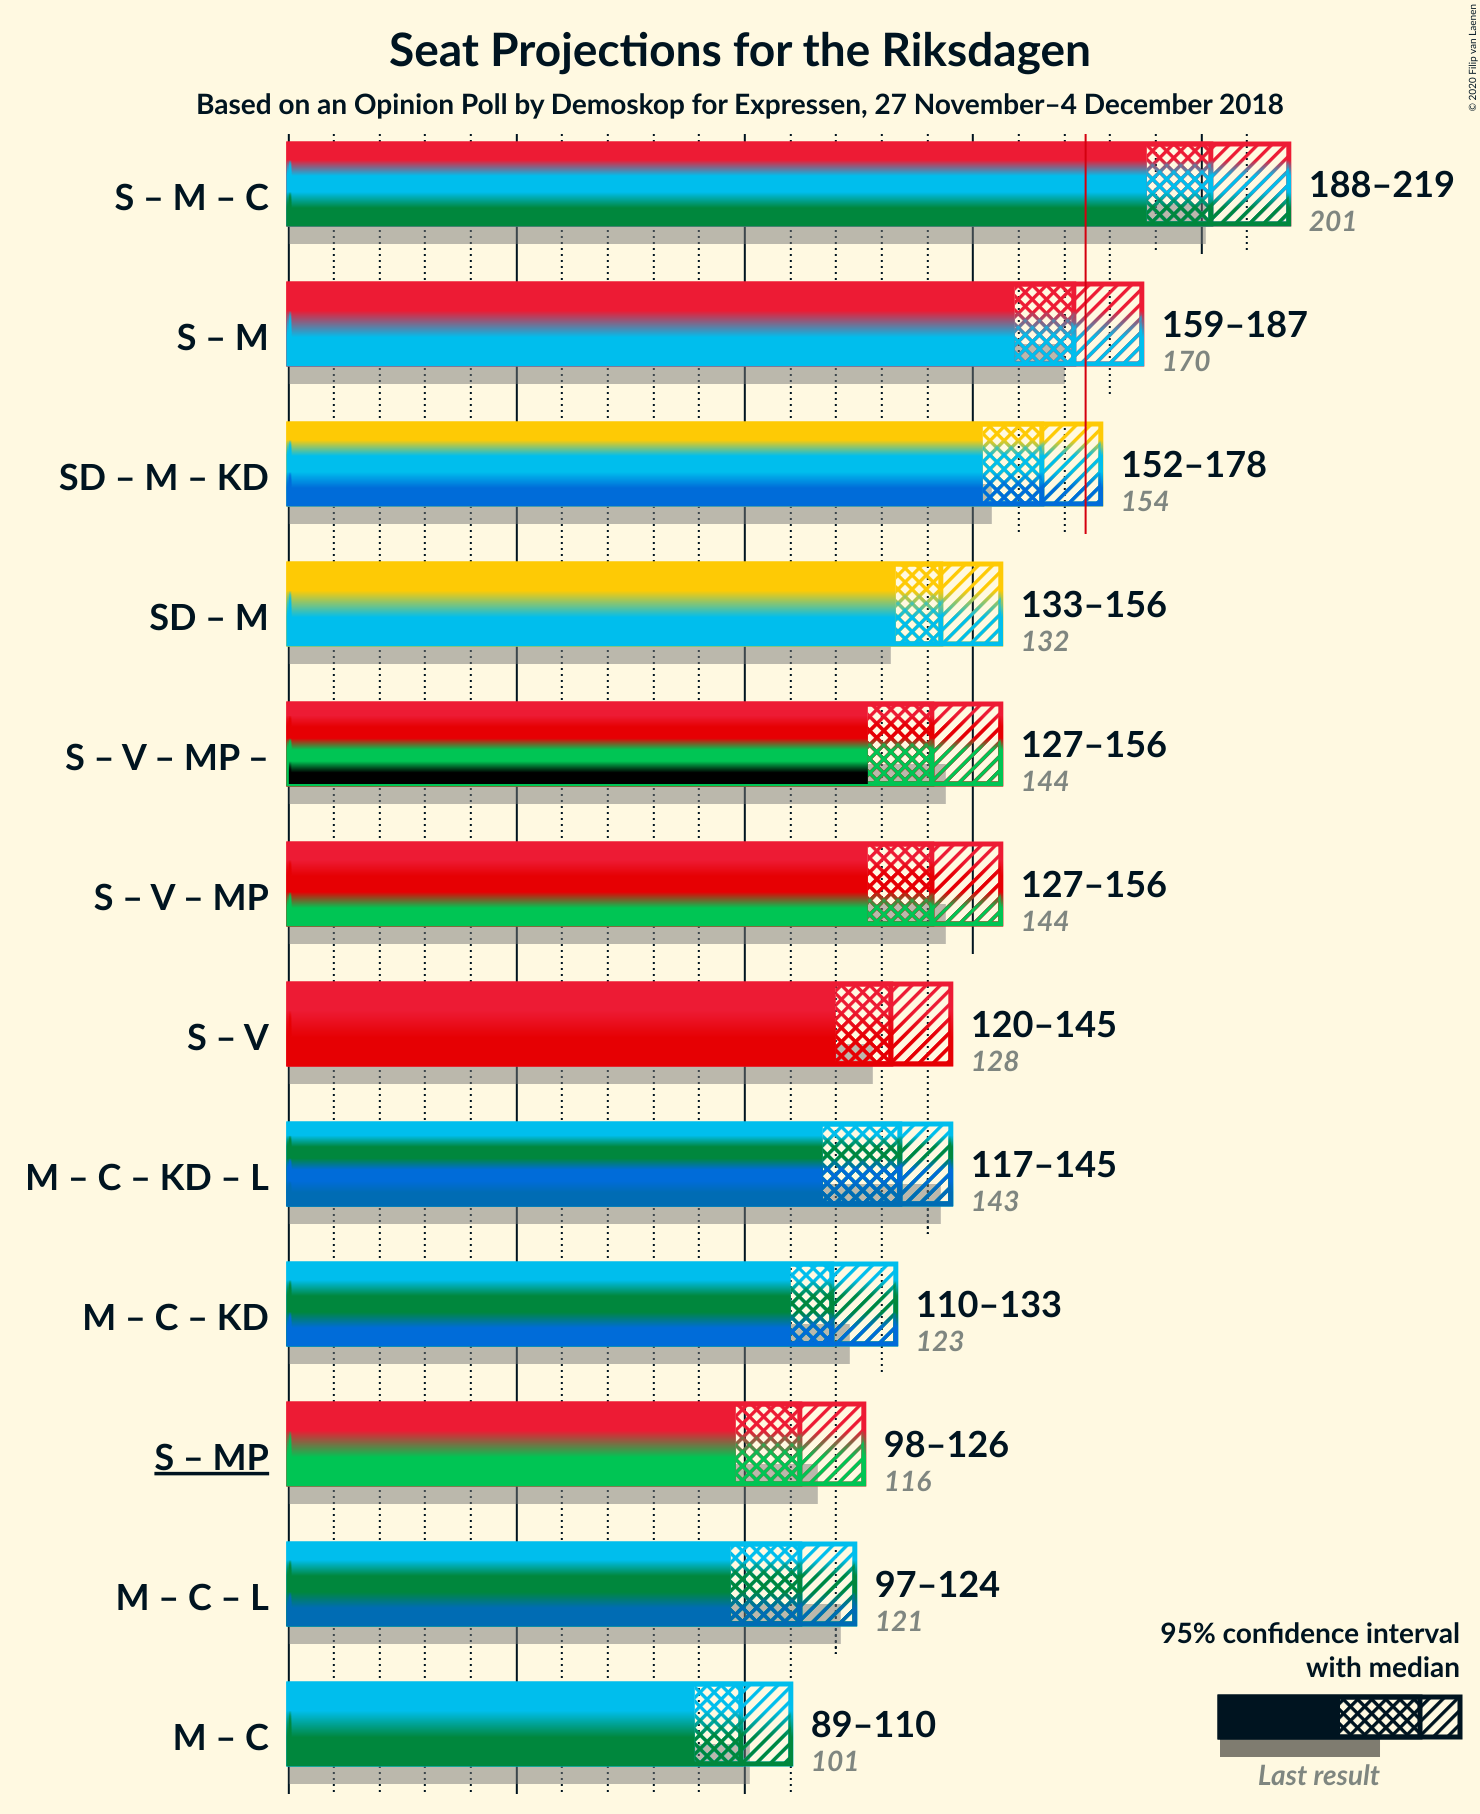 Seat Projections for the Riksdagen
Based on an Opinion Poll by Demoskop for Expressen, 27 November–4 December 2018
© 2020 Filip van Laenen
S – M – C
188–219
201
S – M
159–187
170
SD – M – KD
152–178
154
SD – M
133–156
132
S – V – MP –
127–156
144
S – V – MP
127–156
144
S – V
120–145
128
M – C – KD – L
117–145
143
M – C – KD
110–133
123
S – MP
98–126
116
M – C – L
97–124
121
M – C
89–110
101
95% confidence interval
with median
Last result